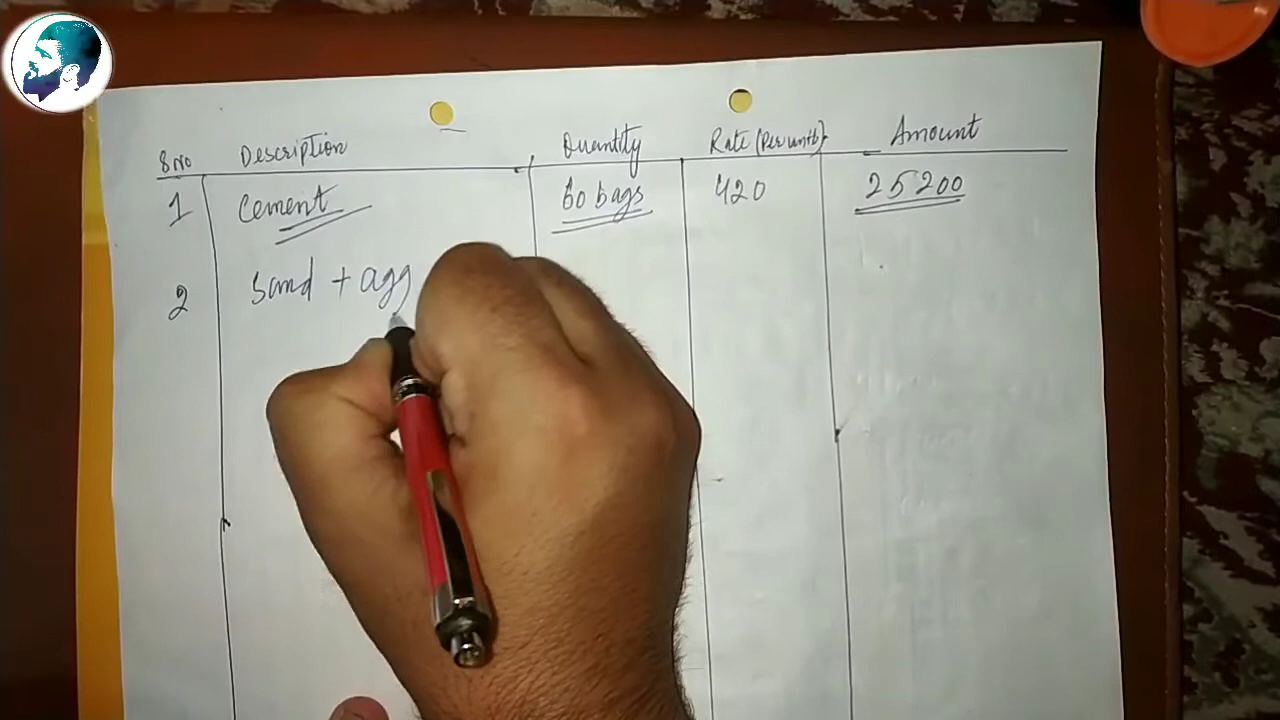 S No Description Quantity Rate (Per unit) Amount
1 Cement 60 bags 420 25200
2 Sand + agg